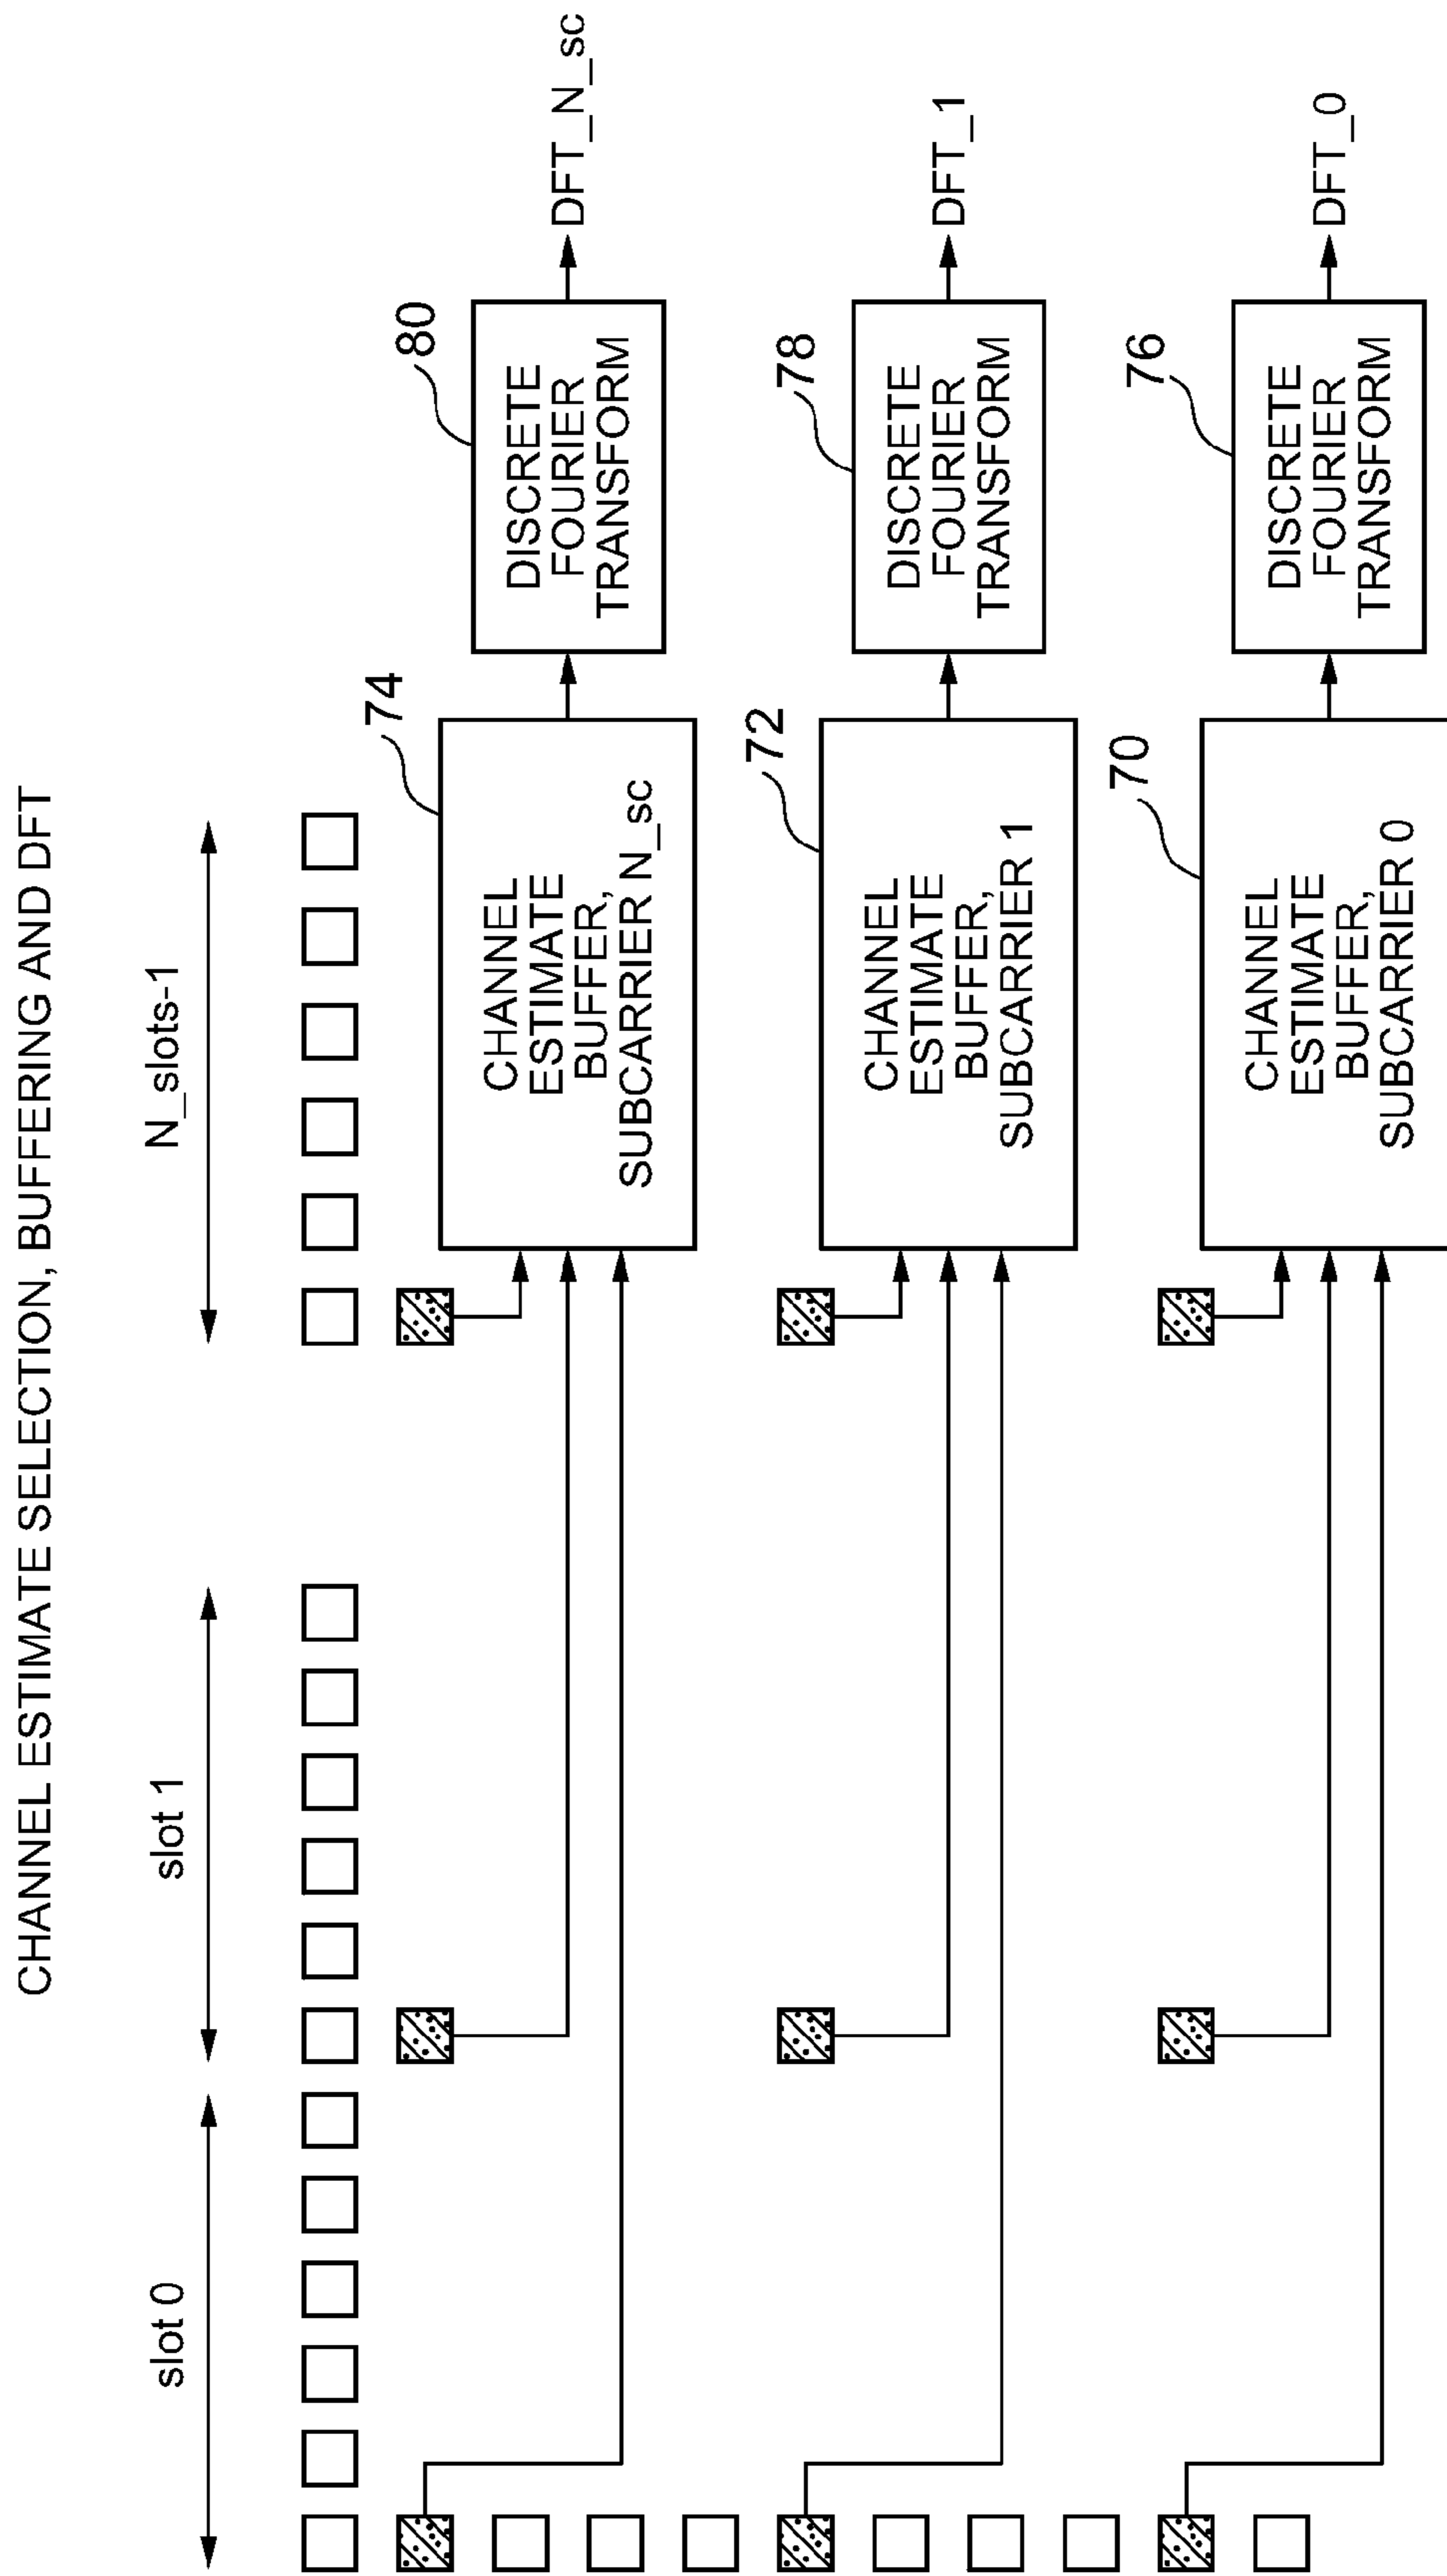 CHANNEL ESTIMATE SELECTION, BUFFERING AND DFT
slot 0
slot 1
N_slots-1
74
CHANNEL
ESTIMATE
BUFFER,
SUBCARRIER N_sc
80
DISCRETE
FOURIER
TRANSFORM
DFT_N_sc
72
CHANNEL
ESTIMATE
BUFFER,
SUBCARRIER 1
78
DISCRETE
FOURIER
TRANSFORM
DFT_1
70
CHANNEL
ESTIMATE
BUFFER,
SUBCARRIER 0
76
DISCRETE
FOURIER
TRANSFORM
DFT_0